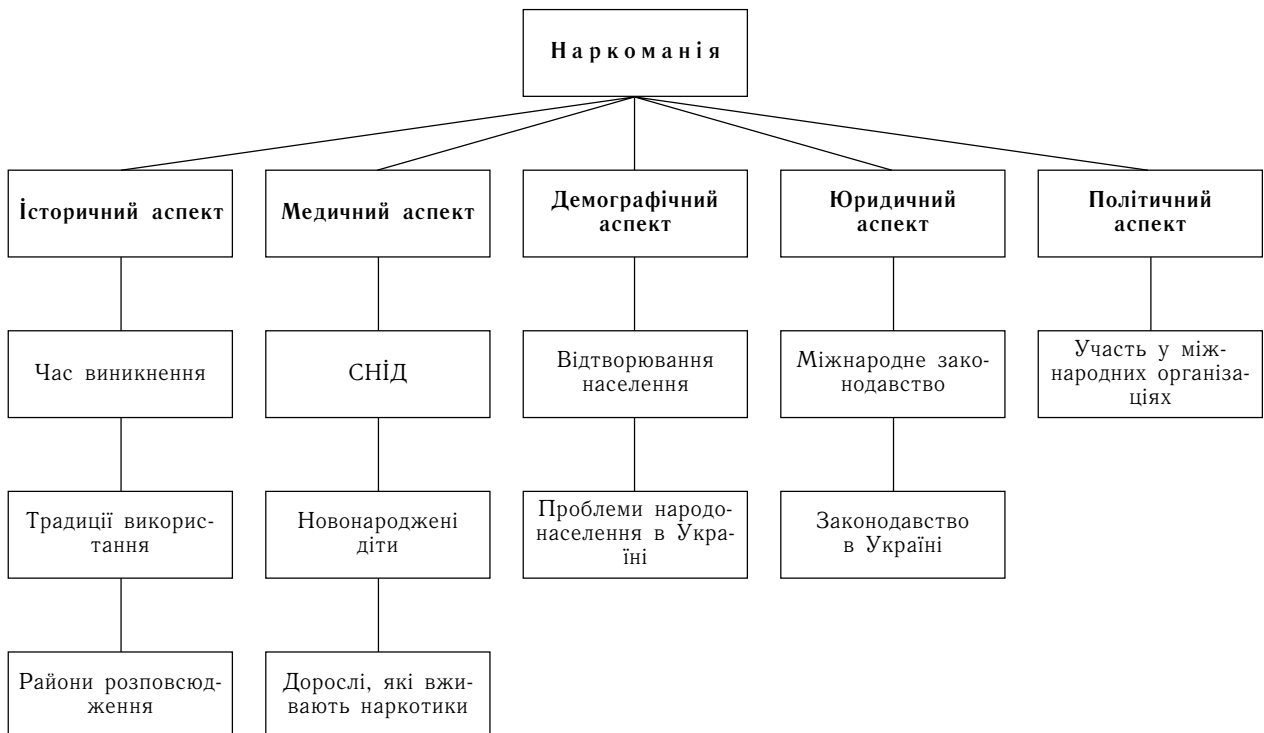 Наркоманія
Історичний аспект
Медичний аспект
Демографічний
аспект
Юридичний
аспект
Політичний
аспект
Час виникнення
СНІД
Відтворювання
населення
Міжнародне зако-
нодавство
Участь у між-
народних організа-
ціях
Традиції викорис-
тання
Новонароджені
діти
Проблеми народо-
населення в Укра-
їні
Законодавство
в Україні
Райони розповсюд-
ження
Дорослі, які вжи-
вають наркотики